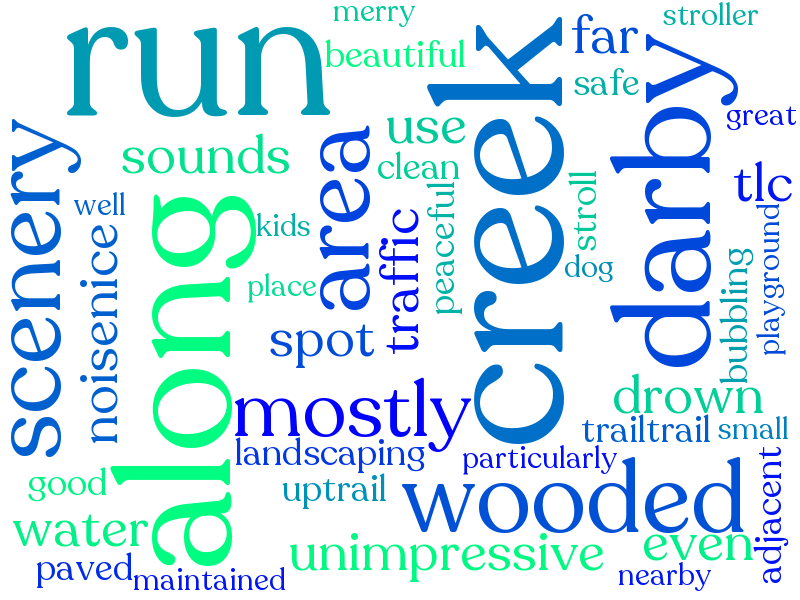 merry
stroller
run
beautiful
far
safe
creek
darby
great
scenery
sounds
area
use
clean
tlc
well
kids
along
noisenice
place
traffic
peaceful
stroll
dog
playground
bubbling
spot
mostly
drown
landscaping
trailtrail
small
particularly
good
uptrail
wooded
adjacent
water
unimpressive
even
paved
maintained
nearby